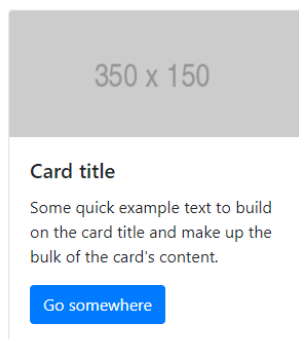 350 x 150
Card title
Some quick example text to build
on the card title and make up the
bulk of the card's content.
Go somewhere